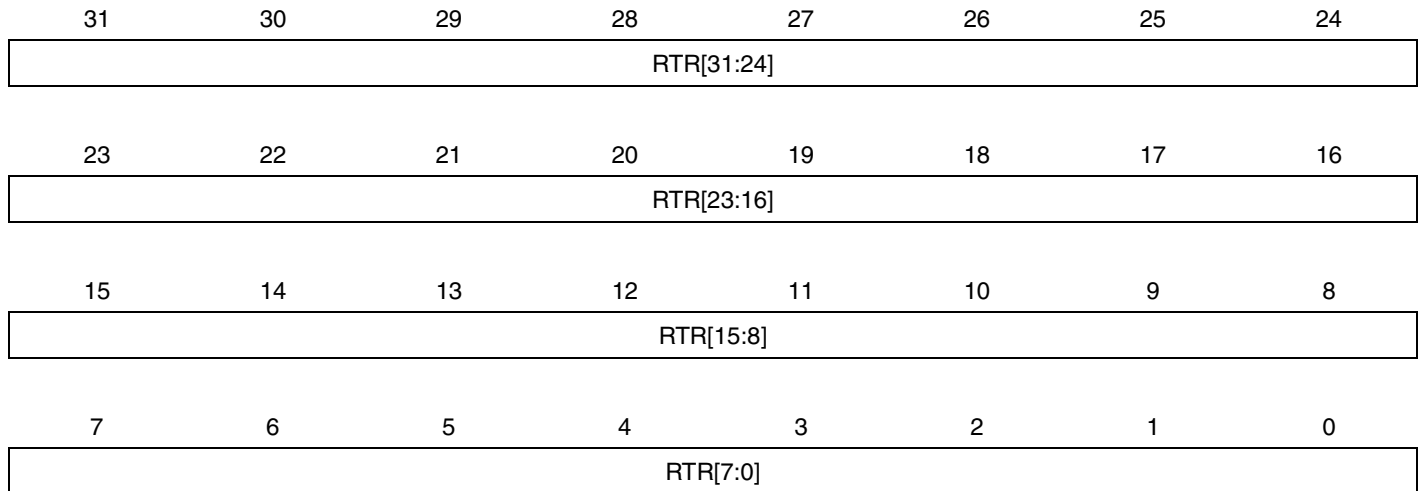 31 30 29 28 27 26 25 24
RTR[31:24]
23 22 21 20 19 18 17 16
RTR[23:16]
15 14 13 12 11 10 9 8
RTR[15:8]
7 6 5 4 3 2 1 0
RTR[7:0]